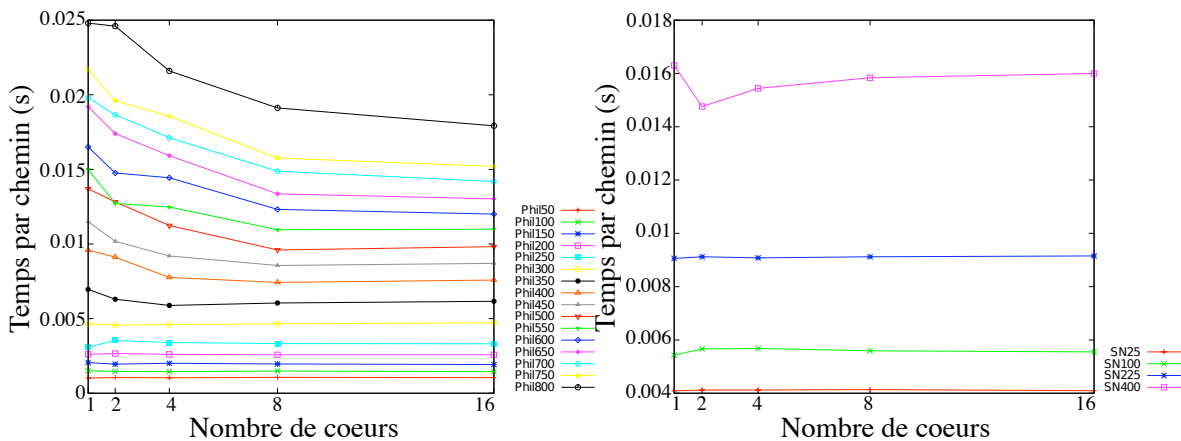 Temps par chemin (s)
0.025
0.02
0.015
0.01
0.005
0
1 2 4 8 16
Nombre de coeurs
Phil50
Phil100
Phil150
Phil200
Phil250
Phil300
Phil350
Phil400
Phil450
Phil500
Phil550
Phil600
Phil650
Phil700
Phil750
Phil800
Temps par chemin (s)
0.018
0.016
0.014
0.012
0.01
0.008
0.006
0.004
1 2 4 8 16
Nombre de coeurs
SN25
SN100
SN225
SN400